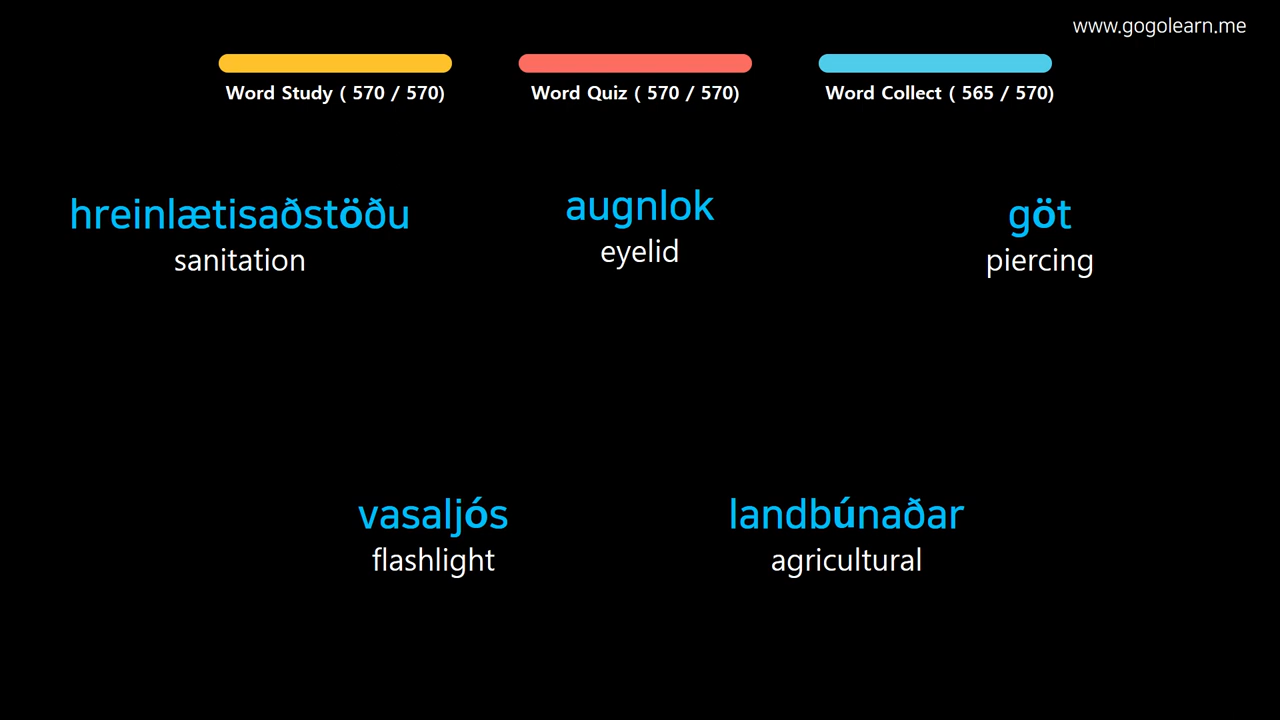 www.gogolearn.me
Word Study ( 570 / 570)
Word Quiz ( 570 / 570)
Word Collect ( 565 / 570)
hreinlætisaðstöðu
sanitation
augnlok
eyelid
göt
piercing
vasaljós
flashlight
landbúnaðar
agricultural